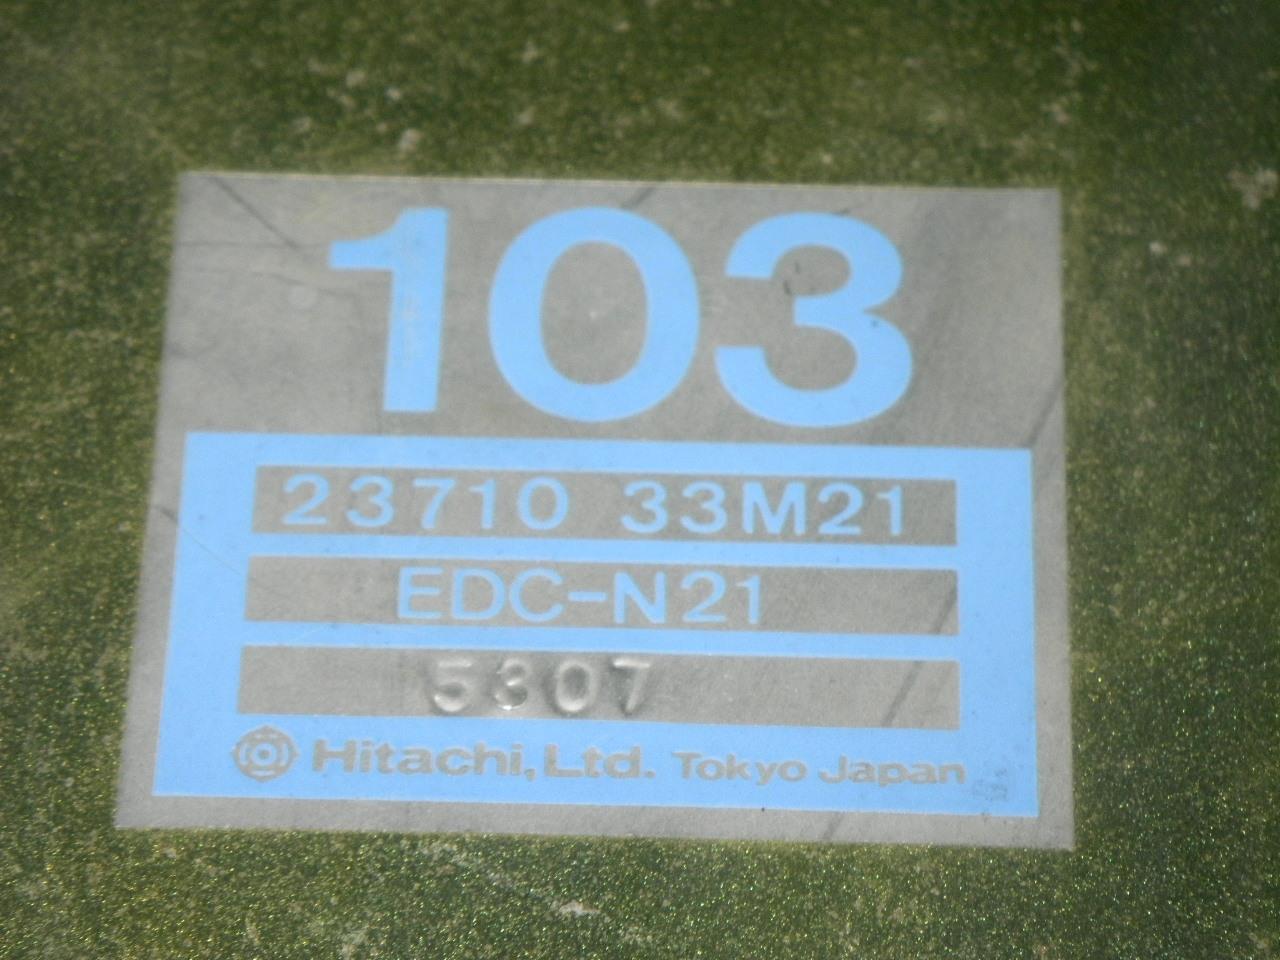 103
23710 33M21
EDC-N21
5307
Hitachi, Ltd. Tokyo Japan